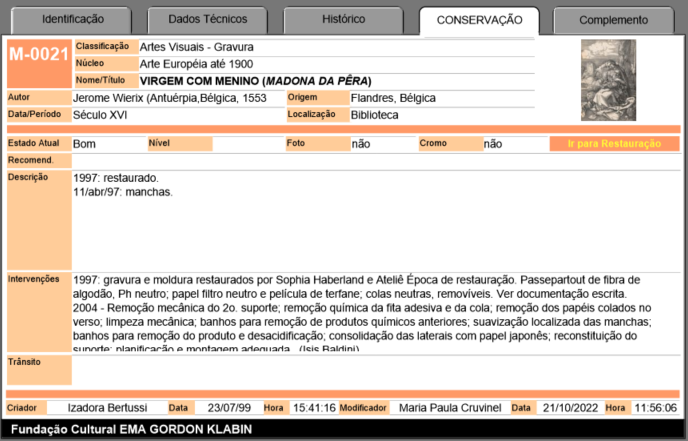 Identificação Dados Técnicos Histórico CONSERVAÇÃO Complemento
M-0021 Classificação Artes Visuais - Gravura
Núcleo Arte Européia até 1900
Nome/Título VIRGEM COM MENINO (MADONA DA PÊRA)
Autor Jerome Wierix (Antuérpia,Bélgica, 1553 Origem Flandres, Bélgica
Data/Período Século XVI Localização Biblioteca
Estado Atual Bom Nível Foto não Cromo não Ir para Restauração
Recomend.
Descrição 1997: restaurado.
11/abr/97: manchas.
Intervenções 1997: gravura e moldura restaurados por Sophia Haberland e Ateliê Época de restauração. Passepartout de fibra de
algodão, Ph neutro; papel filtro neutro e película de terfane; colas neutras, removíveis. Ver documentação escrita.
2004 - Remoção mecânica do 2o. suporte; remoção química da fita adesiva e da cola; remoção dos papéis colados no
verso; limpeza mecânica; banhos para remoção de produtos químicos anteriores; suavização localizada das manchas;
banhos para remoção do produto e desacidificação; consolidação das laterais com papel japonês; reconstituição do
suporte; planificação e montagem adequada. (Isis Baldini)
Trânsito
Criador Izadora Bertussi Data 23/07/99 Hora 15:41:16 Modificador Maria Paula Cruvinel Data 21/10/2022 Hora 11:56:06
Fundação Cultural EMA GORDON KLABIN